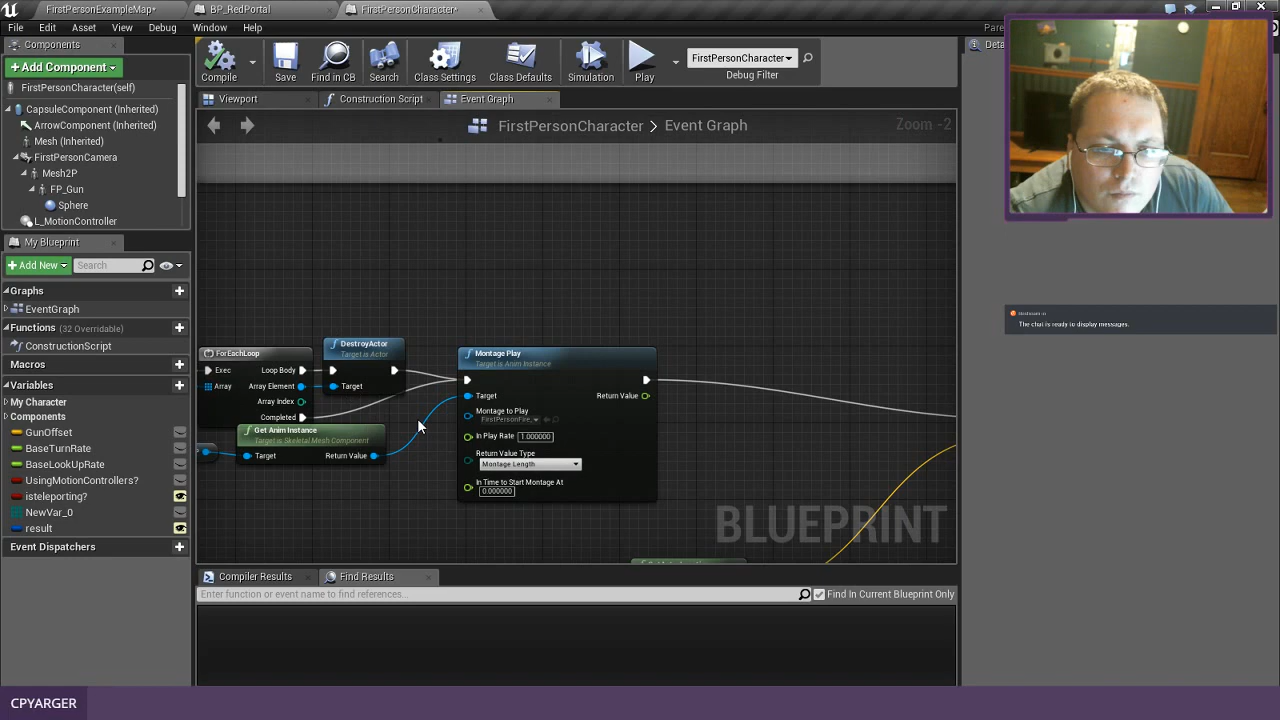 FirstPersonExampleMap*
BP_RedPortal
FirstPersonCharacter*
File Edit Asset View Debug Window Help
Components
+ Add Component
FirstPersonCharacter(self)
CapsuleComponent (Inherited)
ArrowComponent (Inherited)
Mesh (Inherited)
FirstPersonCamera
Mesh2P
FP_Gun
Sphere
L_MotionController
My Blueprint
+ Add New
Search
Graphs
EventGraph
Functions (32 Overridable)
ConstructionScript
Macros
Variables
My Character
Components
GunOffset
BaseTurnRate
BaseLookUpRate
UsingMotionControllers?
isteleporting?
NewVar_0
result
Event Dispatchers
Compile Save Find in CB Search Class Settings Class Defaults Simulation Play
FirstPersonCharacter
Debug Filter
Viewport
Construction Script
Event Graph
FirstPersonCharacter > Event Graph
Zoom -2
ForEachLoop
Exec Loop Body
Array Array Element
Array Index
Completed
DestroyActor
Target is Actor
Target
Get Anim Instance
Target is Skeletal Mesh Component
Target Return Value
Montage Play
Target is Anim Instance
Target Return Value
Montage to Play
FirstPersonFire_
In Play Rate 1.000000
Return Value Type
Montage Length
In Time to Start Montage At
0.000000
BLUEPRINT
Compiler Results
Find Results
Enter function or event name to find references...
Find In Current Blueprint Only
The chat is ready to display messages.
CPYARGER